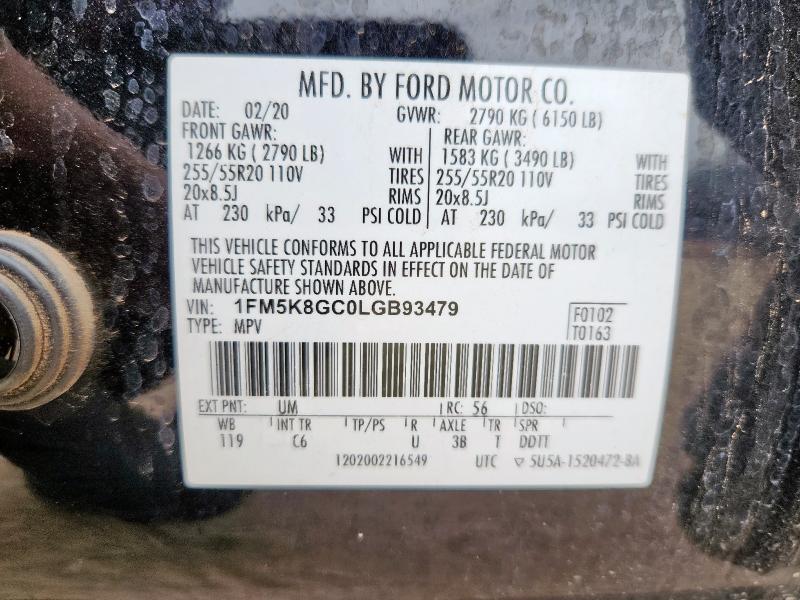 MFD. BY FORD MOTOR CO.
DATE: 02/20 GVWR: 2790 KG ( 6150 LB)
FRONT GAWR: REAR GAWR:
1266 KG ( 2790 LB) WITH 1583 KG ( 3490 LB) WITH
255/55R20 110V TIRES 255/55R20 110V TIRES
20x8.5J RIMS 20x8.5J RIMS
AT 230 kPa/ 33 PSI COLD AT 230 kPa/ 33 PSI COLD
THIS VEHICLE CONFORMS TO ALL APPLICABLE FEDERAL MOTOR
VEHICLE SAFETY STANDARDS IN EFFECT ON THE DATE OF
MANUFACTURE SHOWN ABOVE.
VIN: 1FM5K8GC0LGB93479 F0102
TYPE: MPV T0163
EXT PNT: UM RC: 56 DSO:
WB INT TR TP/PS R AXLE TR SPR
119 C6 U 3B T DDTT
1202002216549 UTC ▽ 5U5A-1520472-BA